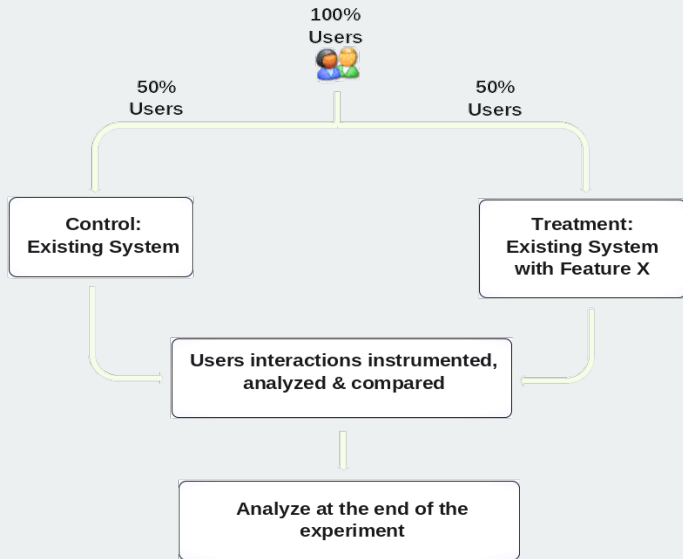 100%
Users
50%
Users
50%
Users
Control:
Existing System
Treatment:
Existing System
with Feature X
Users interactions instrumented,
analyzed & compared
Analyze at the end of the
experiment